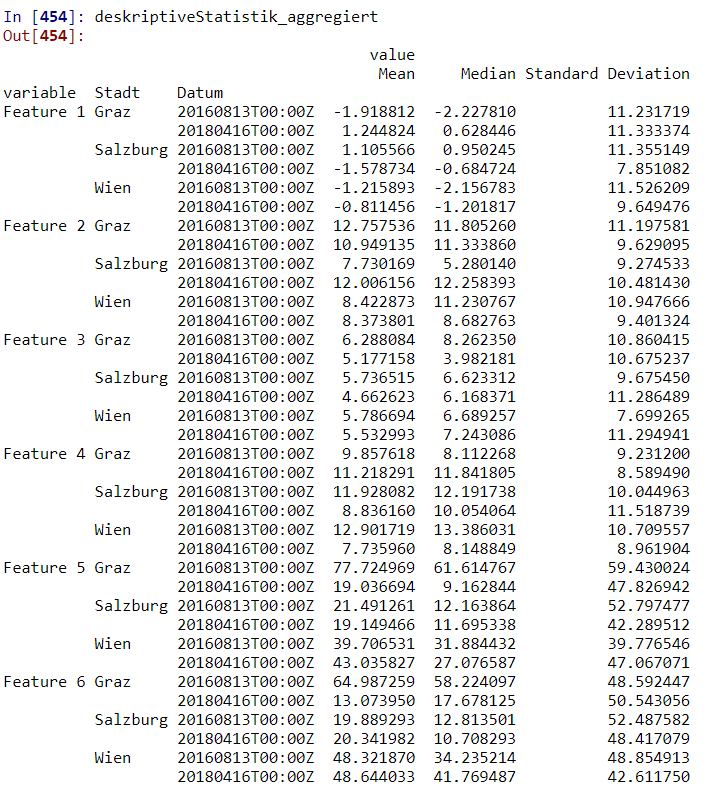 In [454]: deskriptiveStatistik_aggregiert
Out[454]:
value
Mean Median Standard Deviation
variable Stadt Datum
Feature 1 Graz 20160813T00:00Z -1.918812 -2.227810 11.231719
20180416T00:00Z 1.244824 0.628446 11.333374
Salzburg 20160813T00:00Z 1.105566 0.950245 11.355149
20180416T00:00Z -1.578734 -0.684724 7.851082
Wien 20160813T00:00Z -1.215893 -2.156783 11.526209
20180416T00:00Z -0.811456 -1.201817 9.649476
Feature 2 Graz 20160813T00:00Z 12.757536 11.805260 11.197581
20180416T00:00Z 10.949135 11.333860 9.629095
Salzburg 20160813T00:00Z 7.730169 5.280140 9.274533
20180416T00:00Z 12.006156 12.258393 10.481430
Wien 20160813T00:00Z 8.422873 11.230767 10.947666
20180416T00:00Z 8.373801 8.682763 9.401324
Feature 3 Graz 20160813T00:00Z 6.288084 8.262350 10.860415
20180416T00:00Z 5.177158 3.982181 10.675237
Salzburg 20160813T00:00Z 5.736515 6.623312 9.675450
20180416T00:00Z 4.662623 6.168371 11.286489
Wien 20160813T00:00Z 5.786694 6.689257 7.699265
20180416T00:00Z 5.532993 7.243086 11.294941
Feature 4 Graz 20160813T00:00Z 9.857618 8.112268 9.231200
20180416T00:00Z 11.218291 11.841805 8.589490
Salzburg 20160813T00:00Z 11.928082 12.191738 10.044963
20180416T00:00Z 8.836160 10.054064 11.518739
Wien 20160813T00:00Z 12.901719 13.386031 10.709557
20180416T00:00Z 7.735960 8.148849 8.961904
Feature 5 Graz 20160813T00:00Z 77.724969 61.614767 59.430024
20180416T00:00Z 19.036694 9.162844 47.826942
Salzburg 20160813T00:00Z 21.491261 12.163864 52.797477
20180416T00:00Z 19.149466 11.695338 42.289512
Wien 20160813T00:00Z 39.706531 31.884432 39.776546
20180416T00:00Z 43.035827 27.076587 47.067071
Feature 6 Graz 20160813T00:00Z 64.987259 58.224097 48.592447
20180416T00:00Z 13.073950 17.678125 50.543056
Salzburg 20160813T00:00Z 19.889293 12.813501 52.487582
20180416T00:00Z 20.341982 10.708293 48.417079
Wien 20160813T00:00Z 48.321870 34.235214 48.854913
20180416T00:00Z 48.644033 41.769487 42.611750